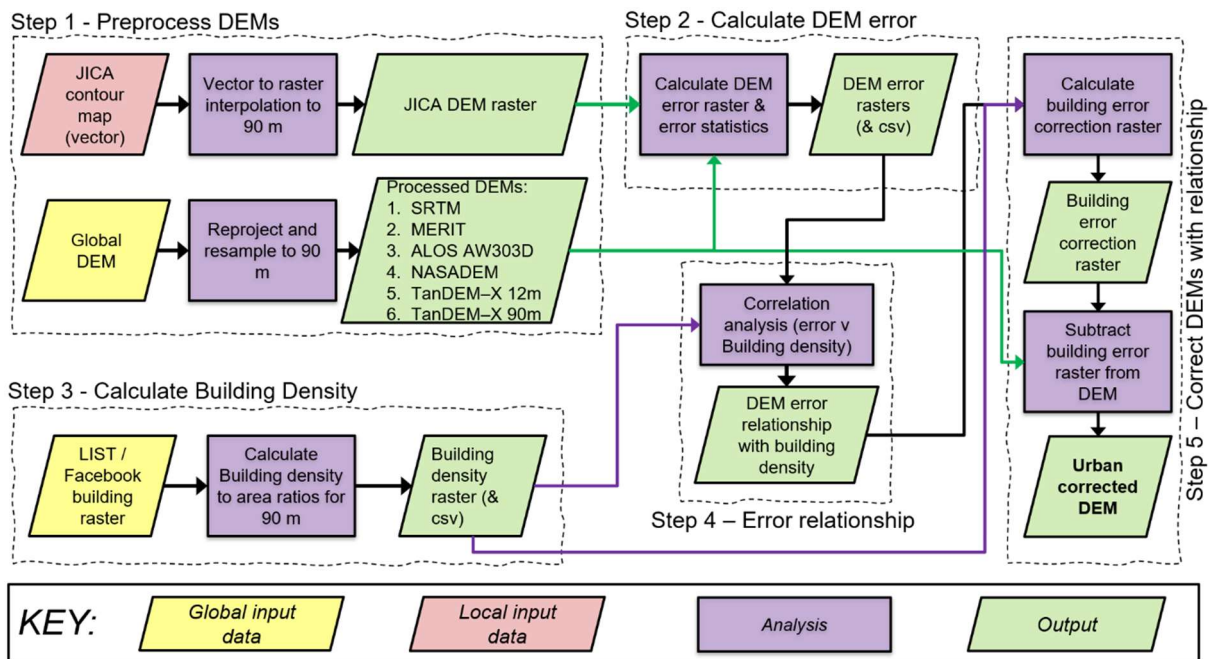 Step 1 - Preprocess DEMs
JICA
contour
map
(vector)
Vector to raster
interpolation to
90 m
JICA DEM raster
Global
DEM
Reproject and
resample to 90
m
Processed DEMs:
1. SRTM
2. MERIT
3. ALOS AW303D
4. NASADEM
5. TanDEM–X 12m
6. TanDEM–X 90m
Step 2 - Calculate DEM error
Calculate DEM
error raster &
error statistics
DEM error
rasters
(& csv)
Step 3 - Calculate Building Density
LIST /
Facebook
building
raster
Calculate
Building density
to area ratios for
90 m
Building
density
raster (&
csv)
Correlation
analysis (error v
Building density)
DEM error
relationship
with building
density
Step 4 – Error relationship
Calculate
building error
correction raster
Building
error
correction
raster
Subtract
building error
raster from
DEM
Urban
corrected
DEM
Step 5 – Correct DEMs with relationship
KEY:
Global input
data
Local input
data
Analysis
Output